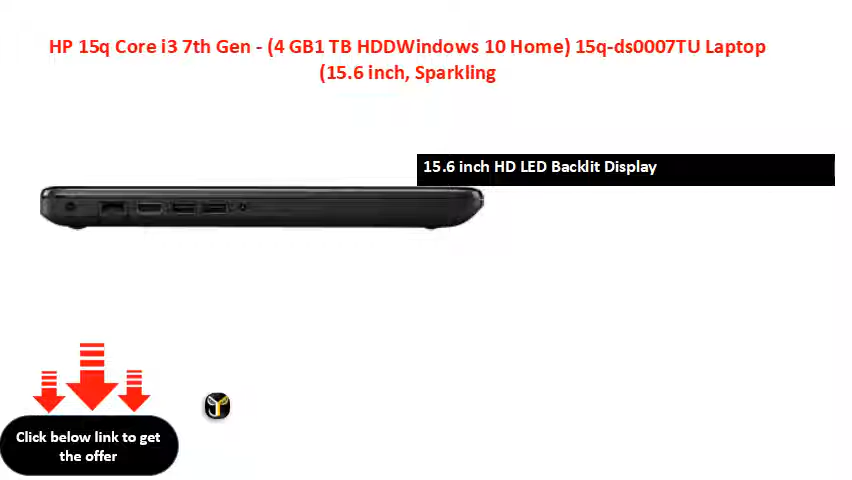 HP 15q Core i3 7th Gen - (4 GB1 TB HDDWindows 10 Home) 15q-ds0007TU Laptop
(15.6 inch, Sparkling
15.6 inch HD LED Backlit Display
Click below link to get
the offer